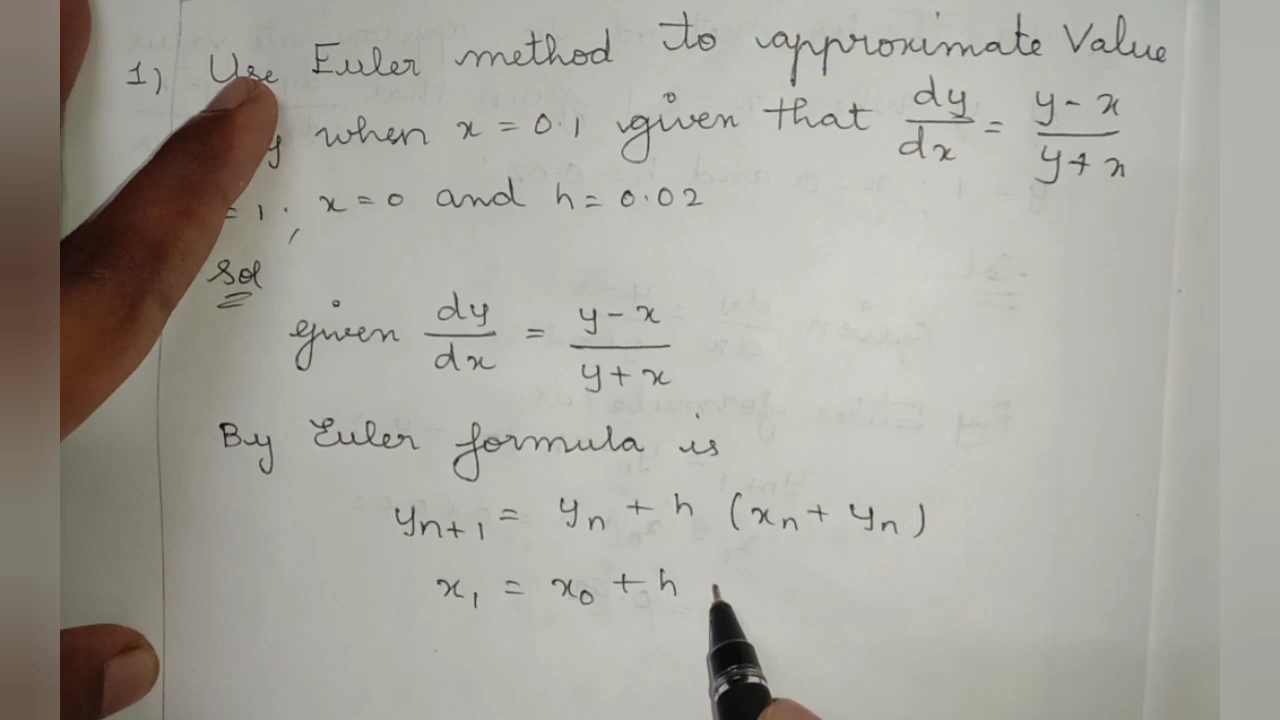 1) Use Euler method to approximate Value
y when x = 0.1 given that dy/dx = y - x / y + x
= 1 ; x = 0 and h = 0.02
Sol
given dy/dx = y - x / y + x
By Euler formula is
yn+1 = yn + h (xn + yn)
x1 = x0 + h